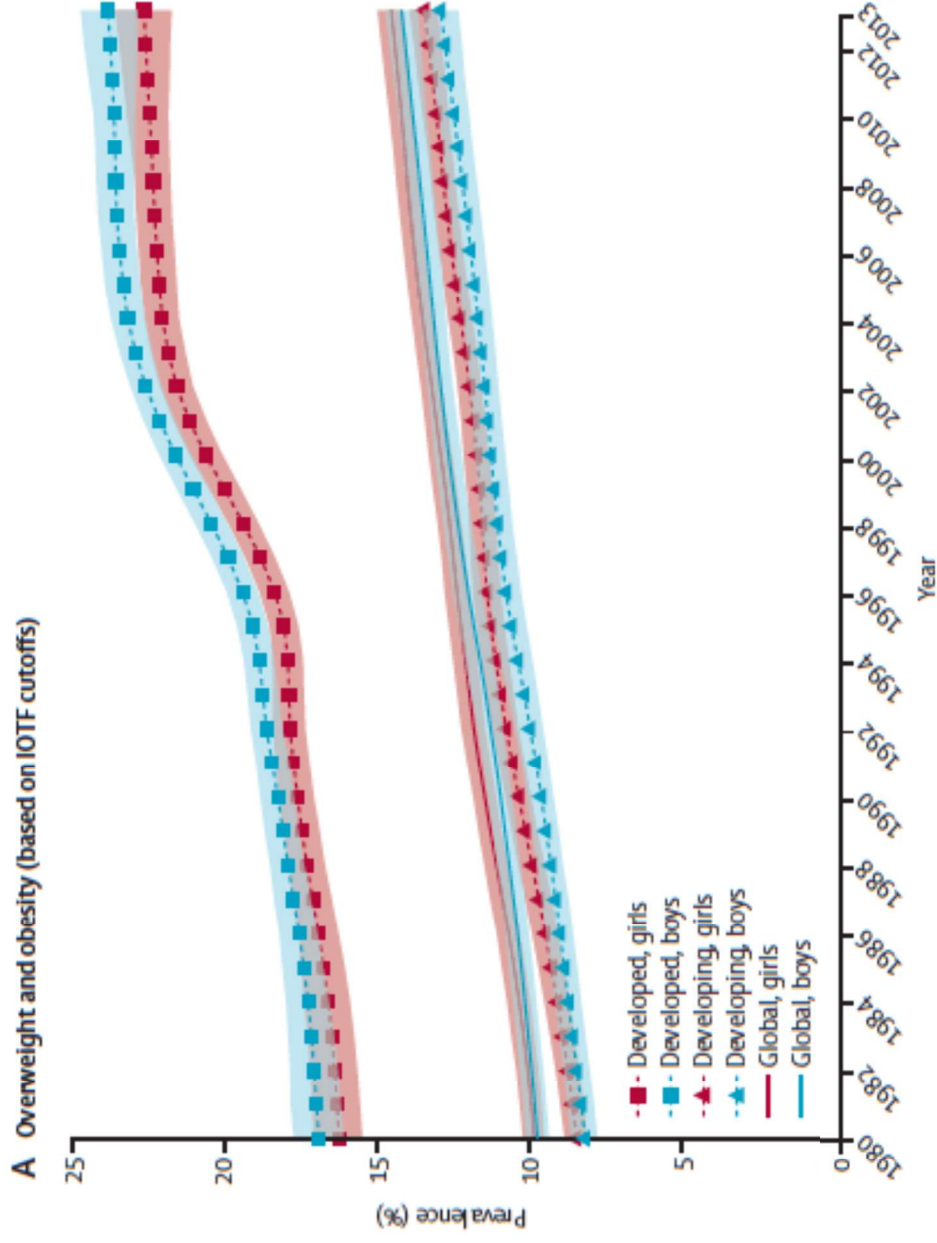 A Overweight and obesity (based on IOTF cutoffs)
25
20
15
10
5
0
Prevalence (%)
Developed, girls
Developed, boys
Developing, girls
Developing, boys
Global, girls
Global, boys
1980
1982
1984
1986
1988
1990
1992
1994
1996
1998
2000
2002
2004
2006
2008
2010
2012
2013
Year